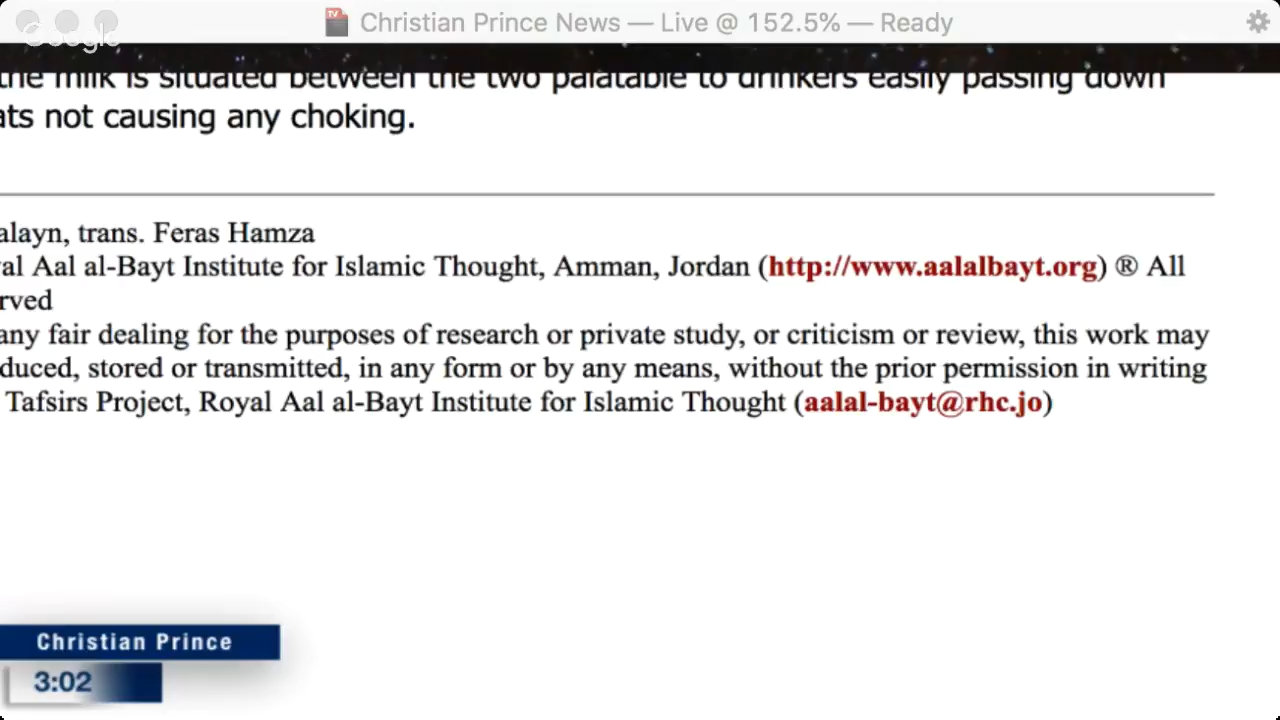 Christian Prince News — Live @ 152.5% — Ready
Google
the milk is situated between the two palatable to drinkers easily passing down
ats not causing any choking.
alayn, trans. Feras Hamza
al Aal al-Bayt Institute for Islamic Thought, Amman, Jordan (http://www.aalalbayt.org) ® All
rved
any fair dealing for the purposes of research or private study, or criticism or review, this work may
duced, stored or transmitted, in any form or by any means, without the prior permission in writing
Tafsirs Project, Royal Aal al-Bayt Institute for Islamic Thought (aalal-bayt@rhc.jo)
Christian Prince
3:02